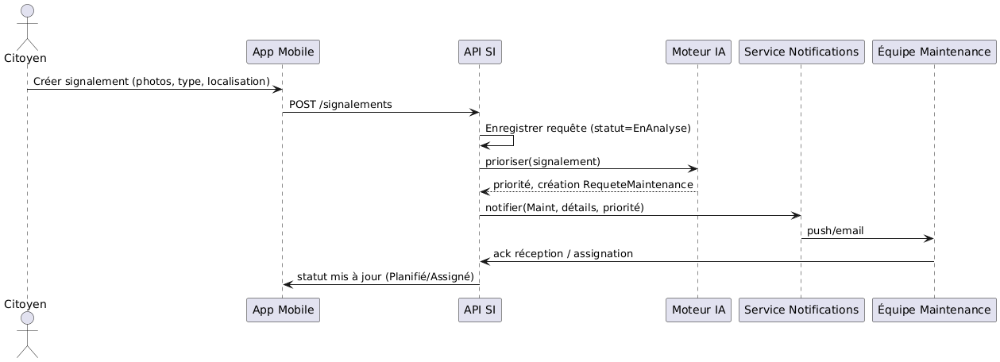 Citoyen
App Mobile
API SI
Moteur IA
Service Notifications
Équipe Maintenance
Créer signalement (photos, type, localisation)
POST /signalements
Enregistrer requête (statut=EnAnalyse)
prioriser(signalement)
priorité, création RequeteMaintenance
notifier(Maint, détails, priorité)
push/email
ack réception / assignation
statut mis à jour (Planifié/Assigné)
Citoyen
App Mobile
API SI
Moteur IA
Service Notifications
Équipe Maintenance